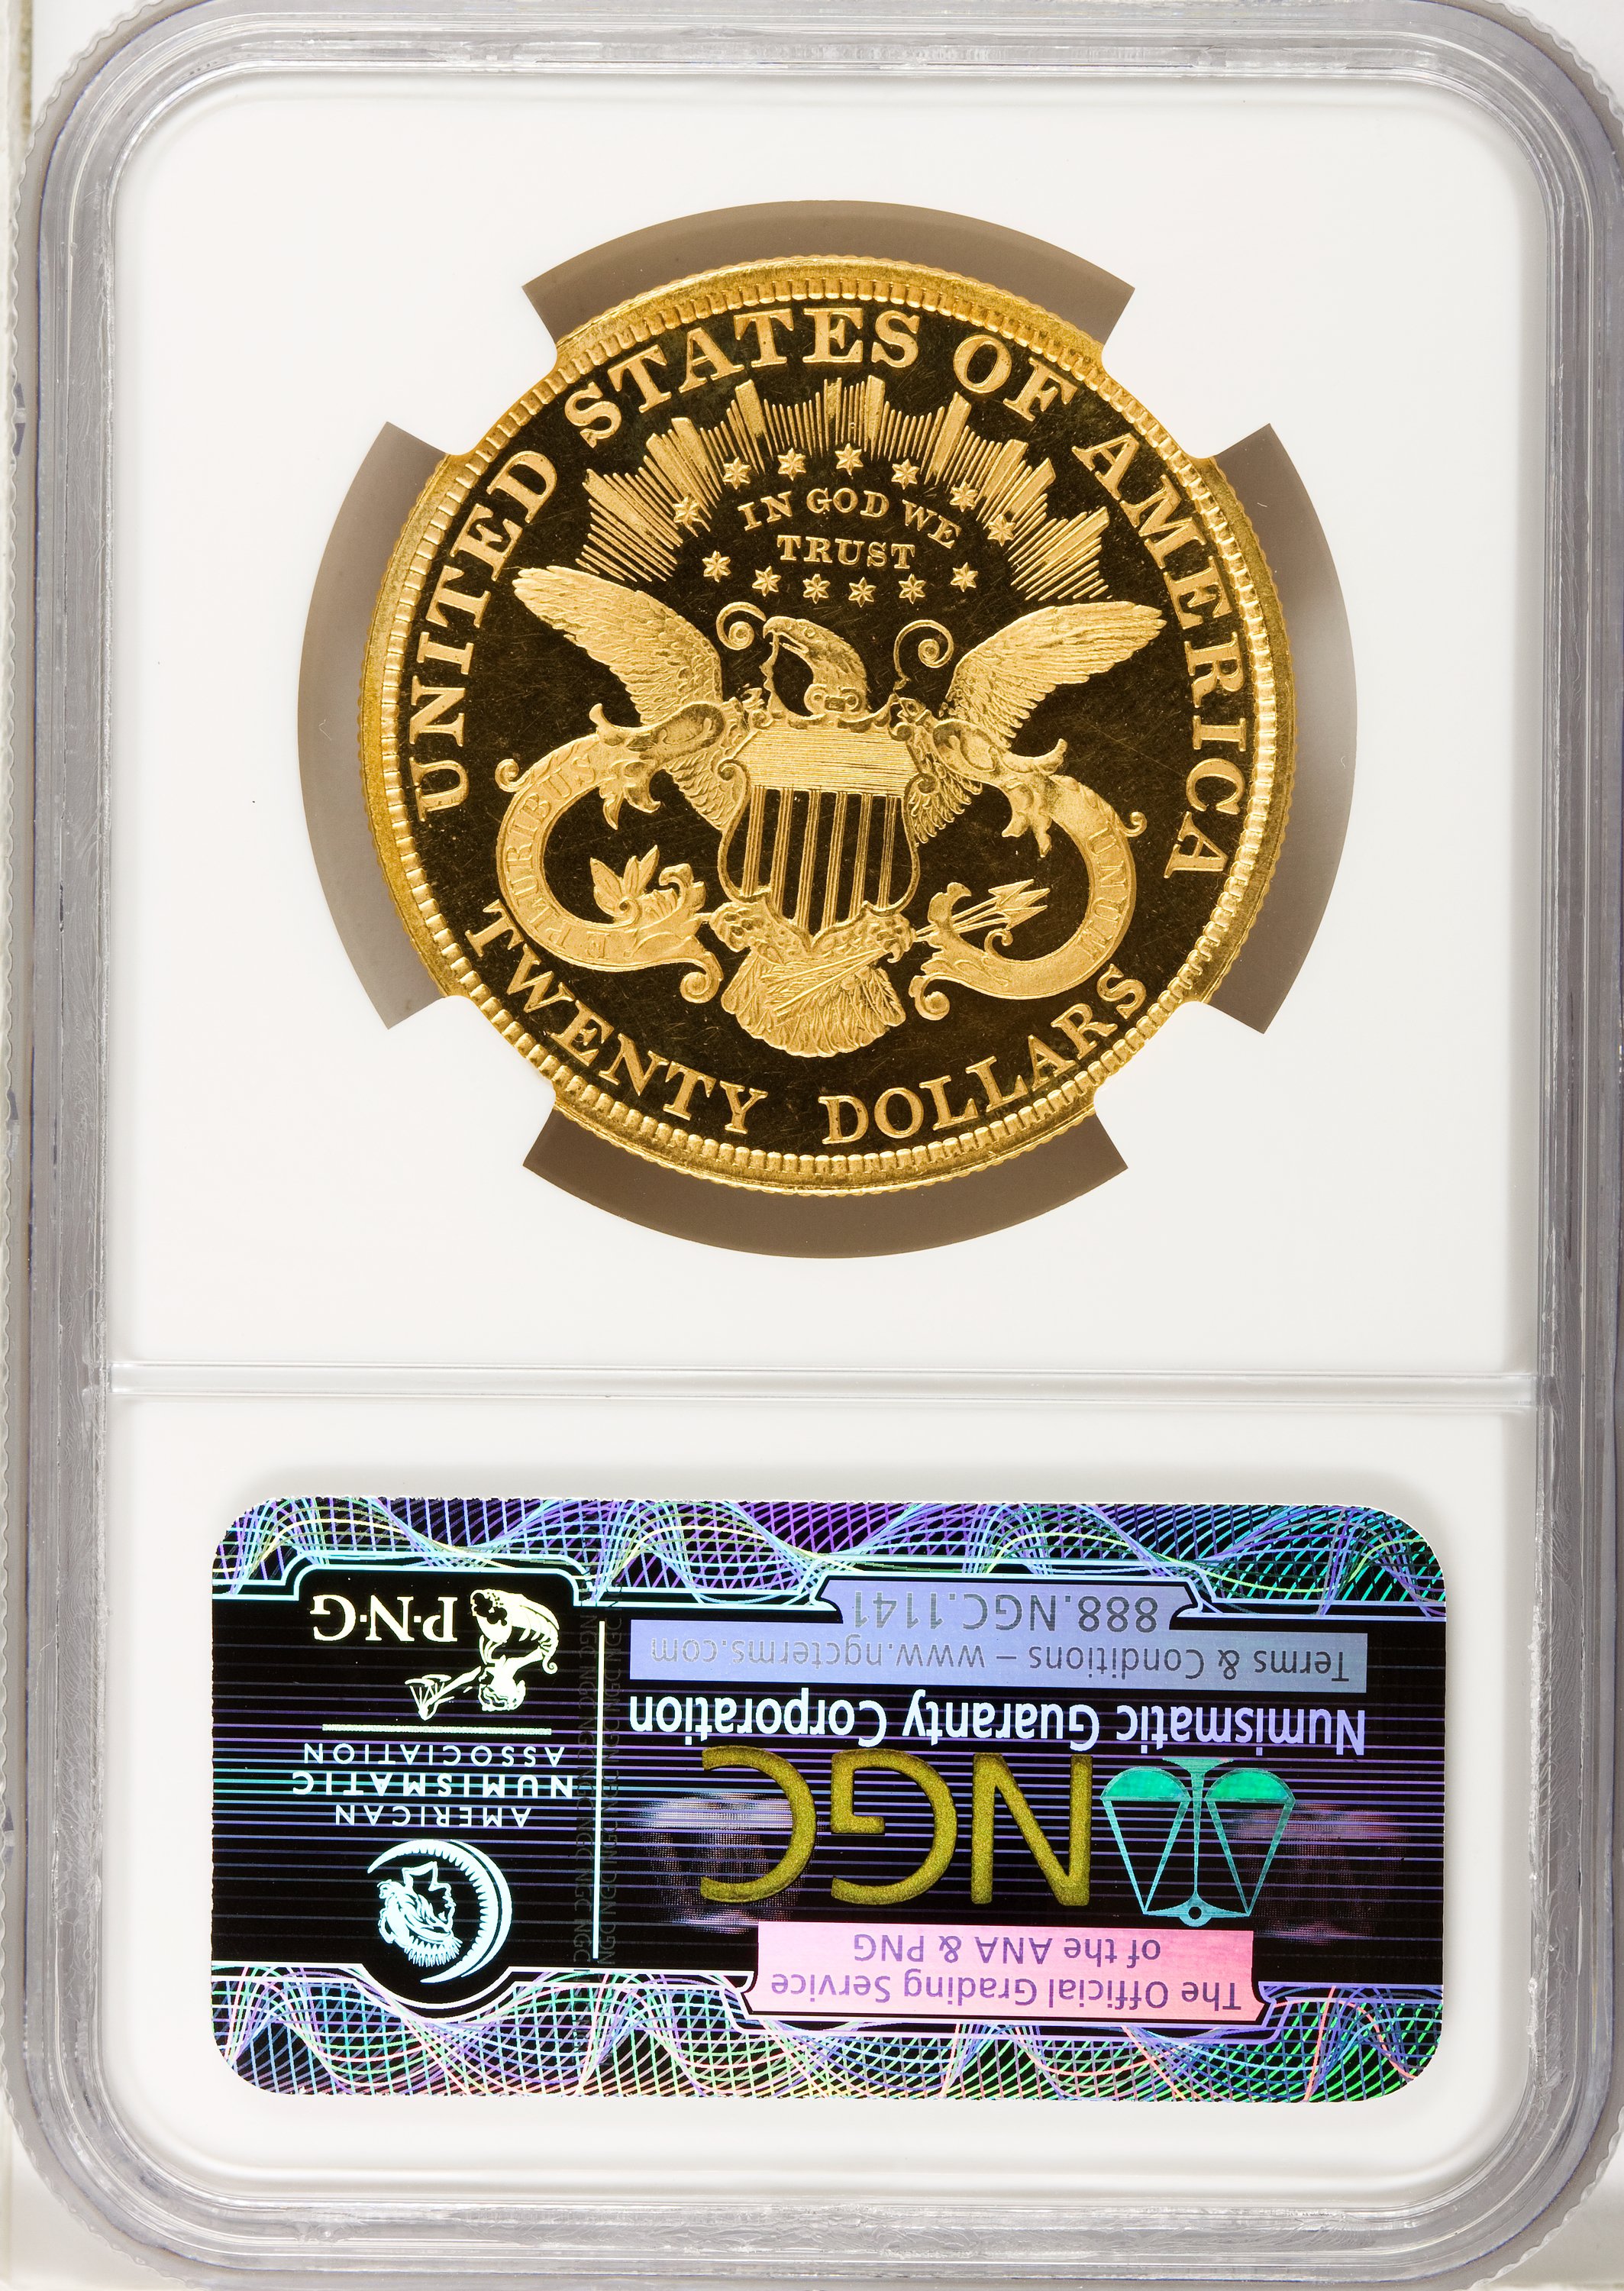 UNITED STATES OF AMERICA
IN GOD WE
TRUST
E PLURIBUS
UNUM
TWENTY DOLLARS
The Official Grading Service
of the ANA & PNG
NGC
Numismatic Guaranty Corporation
Terms & Conditions – www.ngcterms.com
888.NGC.1141
AMERICAN
NUMISMATIC
ASSOCIATION
P·N·G